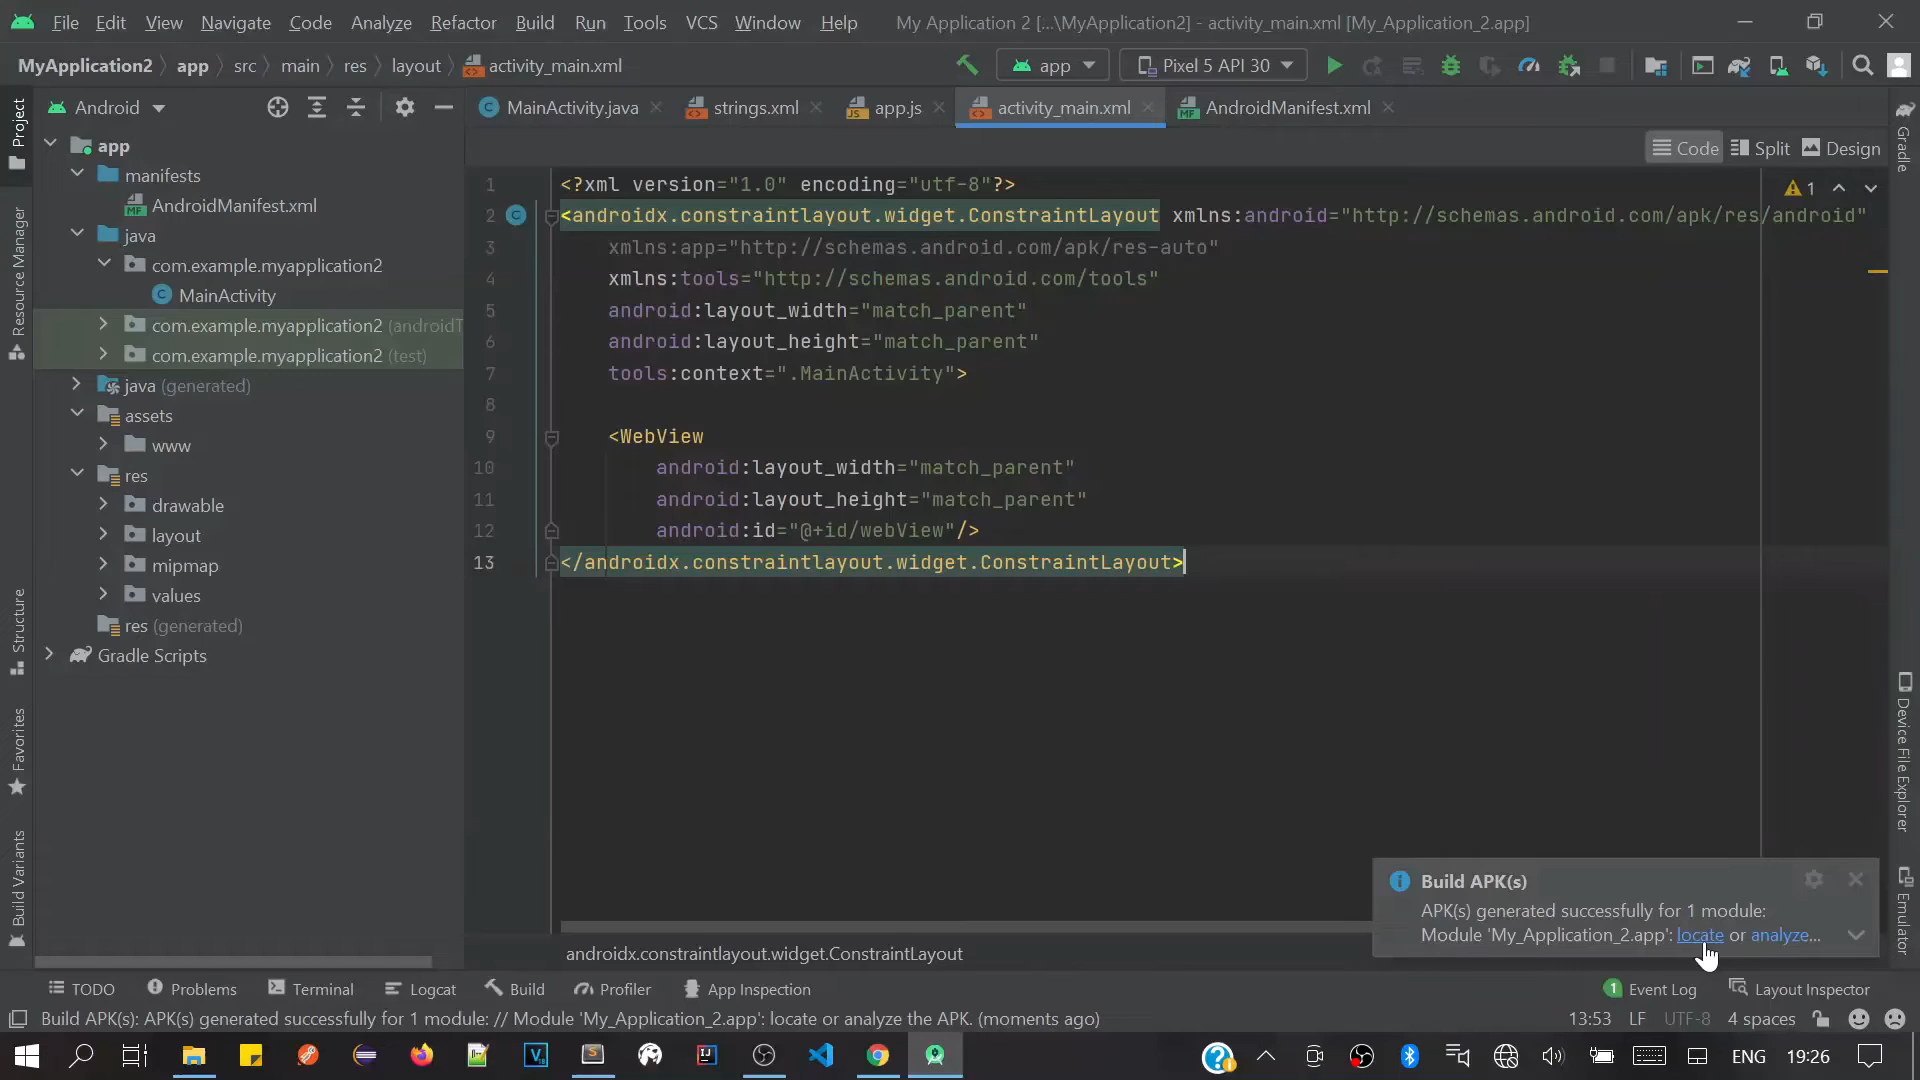 File Edit View Navigate Code Analyze Refactor Build Run Tools VCS Window Help My Application 2 [...\MyApplication2] - activity_main.xml [My_Application_2.app]
MyApplication2 app src main res layout activity_main.xml app Pixel 5 API 30
Android
MainActivity.java strings.xml app.js activity_main.xml AndroidManifest.xml
Code Split Design
Project
Resource Manager
Structure
Favorites
Build Variants
app
manifests
AndroidManifest.xml
java
com.example.myapplication2
MainActivity
com.example.myapplication2 (androidT
com.example.myapplication2 (test)
java (generated)
assets
www
res
drawable
layout
mipmap
values
res (generated)
Gradle Scripts
1 <?xml version="1.0" encoding="utf-8"?>
2 <androidx.constraintlayout.widget.ConstraintLayout xmlns:android="http://schemas.android.com/apk/res/android"
3 xmlns:app="http://schemas.android.com/apk/res-auto"
4 xmlns:tools="http://schemas.android.com/tools"
5 android:layout_width="match_parent"
6 android:layout_height="match_parent"
7 tools:context=".MainActivity">
8
9 <WebView
10 android:layout_width="match_parent"
11 android:layout_height="match_parent"
12 android:id="@+id/webView"/>
13 </androidx.constraintlayout.widget.ConstraintLayout>
1
Gradle
Device File Explorer
Emulator
Build APK(s)
APK(s) generated successfully for 1 module:
Module 'My_Application_2.app': locate or analyze...
androidx.constraintlayout.widget.ConstraintLayout
TODO Problems Terminal Logcat Build Profiler App Inspection 1 Event Log Layout Inspector
Build APK(s): APK(s) generated successfully for 1 module: // Module 'My_Application_2.app': locate or analyze the APK. (moments ago) 13:53 LF UTF-8 4 spaces
ENG 19:26